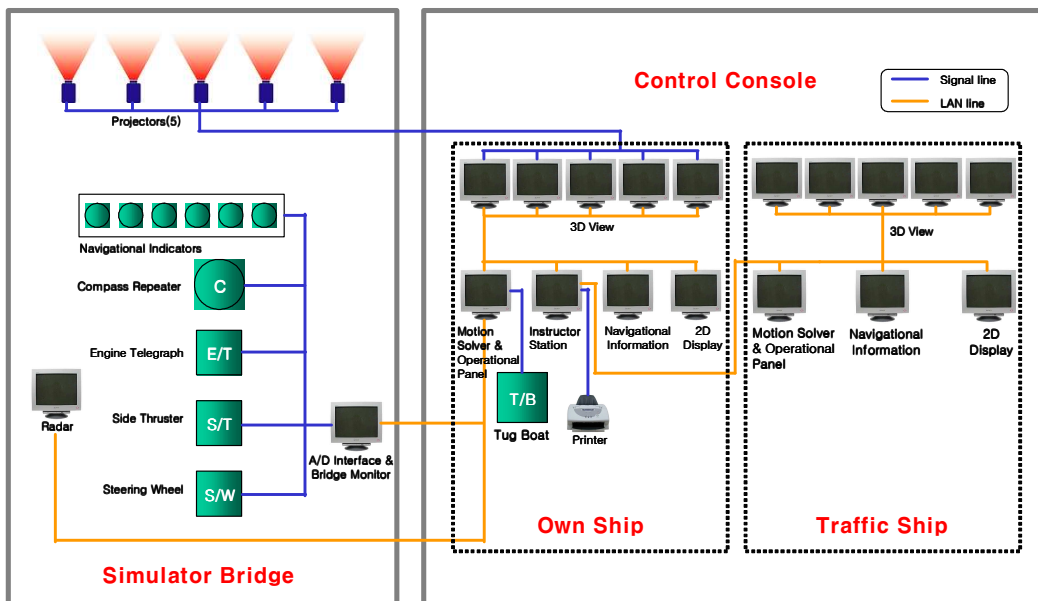 Projectors(5)
Navigational Indicators
Compass Repeater
C
Engine Telegraph
E/T
Side Thruster
S/T
Steering Wheel
S/W
Radar
A/D Interface &
Bridge Monitor
Simulator Bridge
Control Console
Signal line
LAN line
3D View
Motion
Solver &
Operational
Panel
Instructor
Station
Navigational
Information
2D
Display
T/B
Tug Boat
Printer
Own Ship
3D View
Motion Solver
& Operational
Panel
Navigational
Information
2D
Display
Traffic Ship